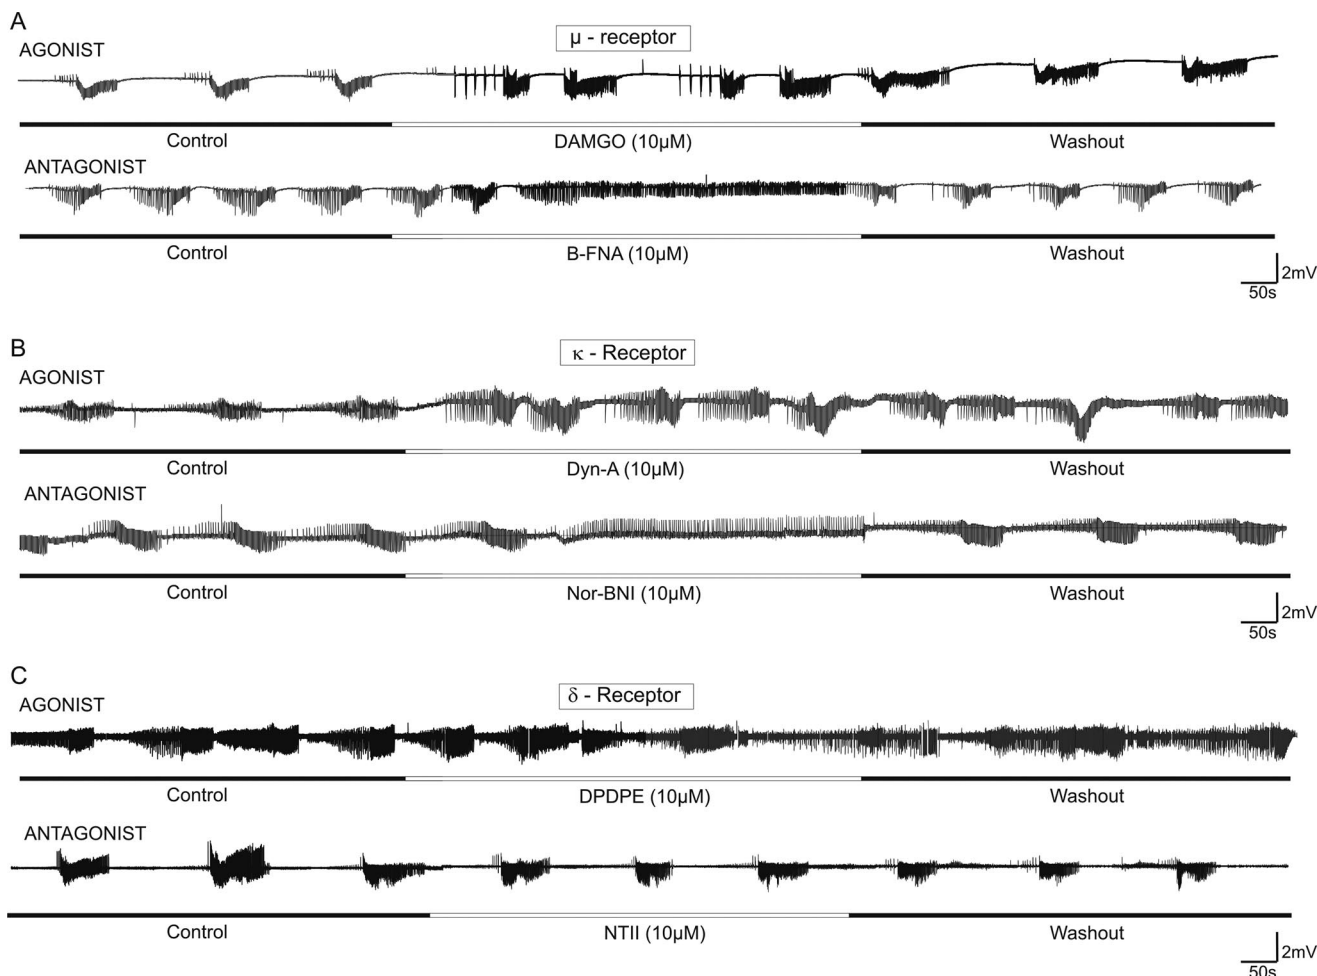 A
μ - receptor
AGONIST
Control DAMGO (10μM) Washout
ANTAGONIST
Control B-FNA (10μM) Washout
2mV
50s
B
κ - Receptor
AGONIST
Control Dyn-A (10μM) Washout
ANTAGONIST
Control Nor-BNI (10μM) Washout
2mV
50s
C
δ - Receptor
AGONIST
Control DPDPE (10μM) Washout
ANTAGONIST
Control NTII (10μM) Washout
2mV
50s